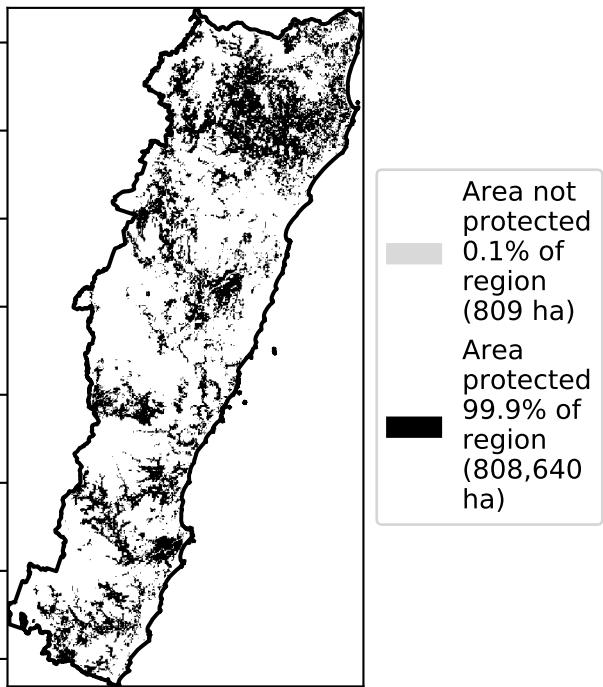 Area not
protected
0.1% of
region
(809 ha)
Area
protected
99.9% of
region
(808,640
ha)